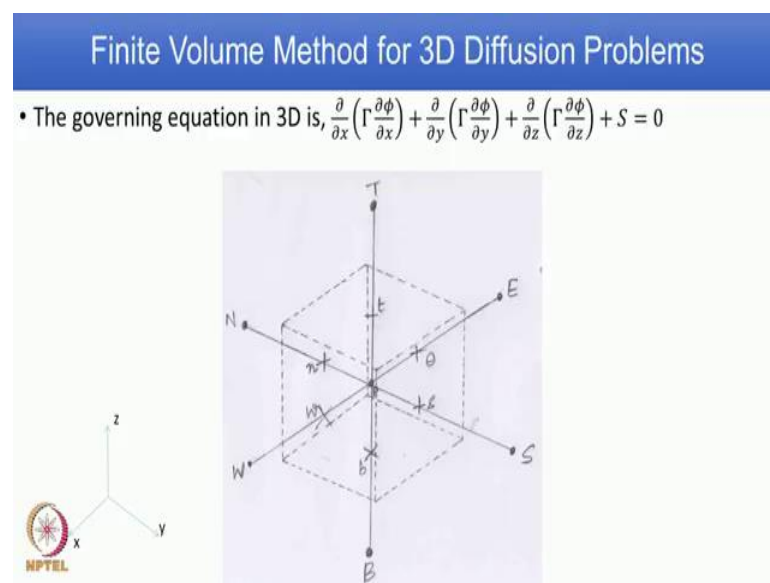 Finite Volume Method for 3D Diffusion Problems
• The governing equation in 3D is, ∂/∂x(Γ∂ϕ/∂x) + ∂/∂y(Γ∂ϕ/∂y) + ∂/∂z(Γ∂ϕ/∂z) + S = 0
T
E
t
N
e
n
w
s
z
b
W
S
y
x
NPTEL
B